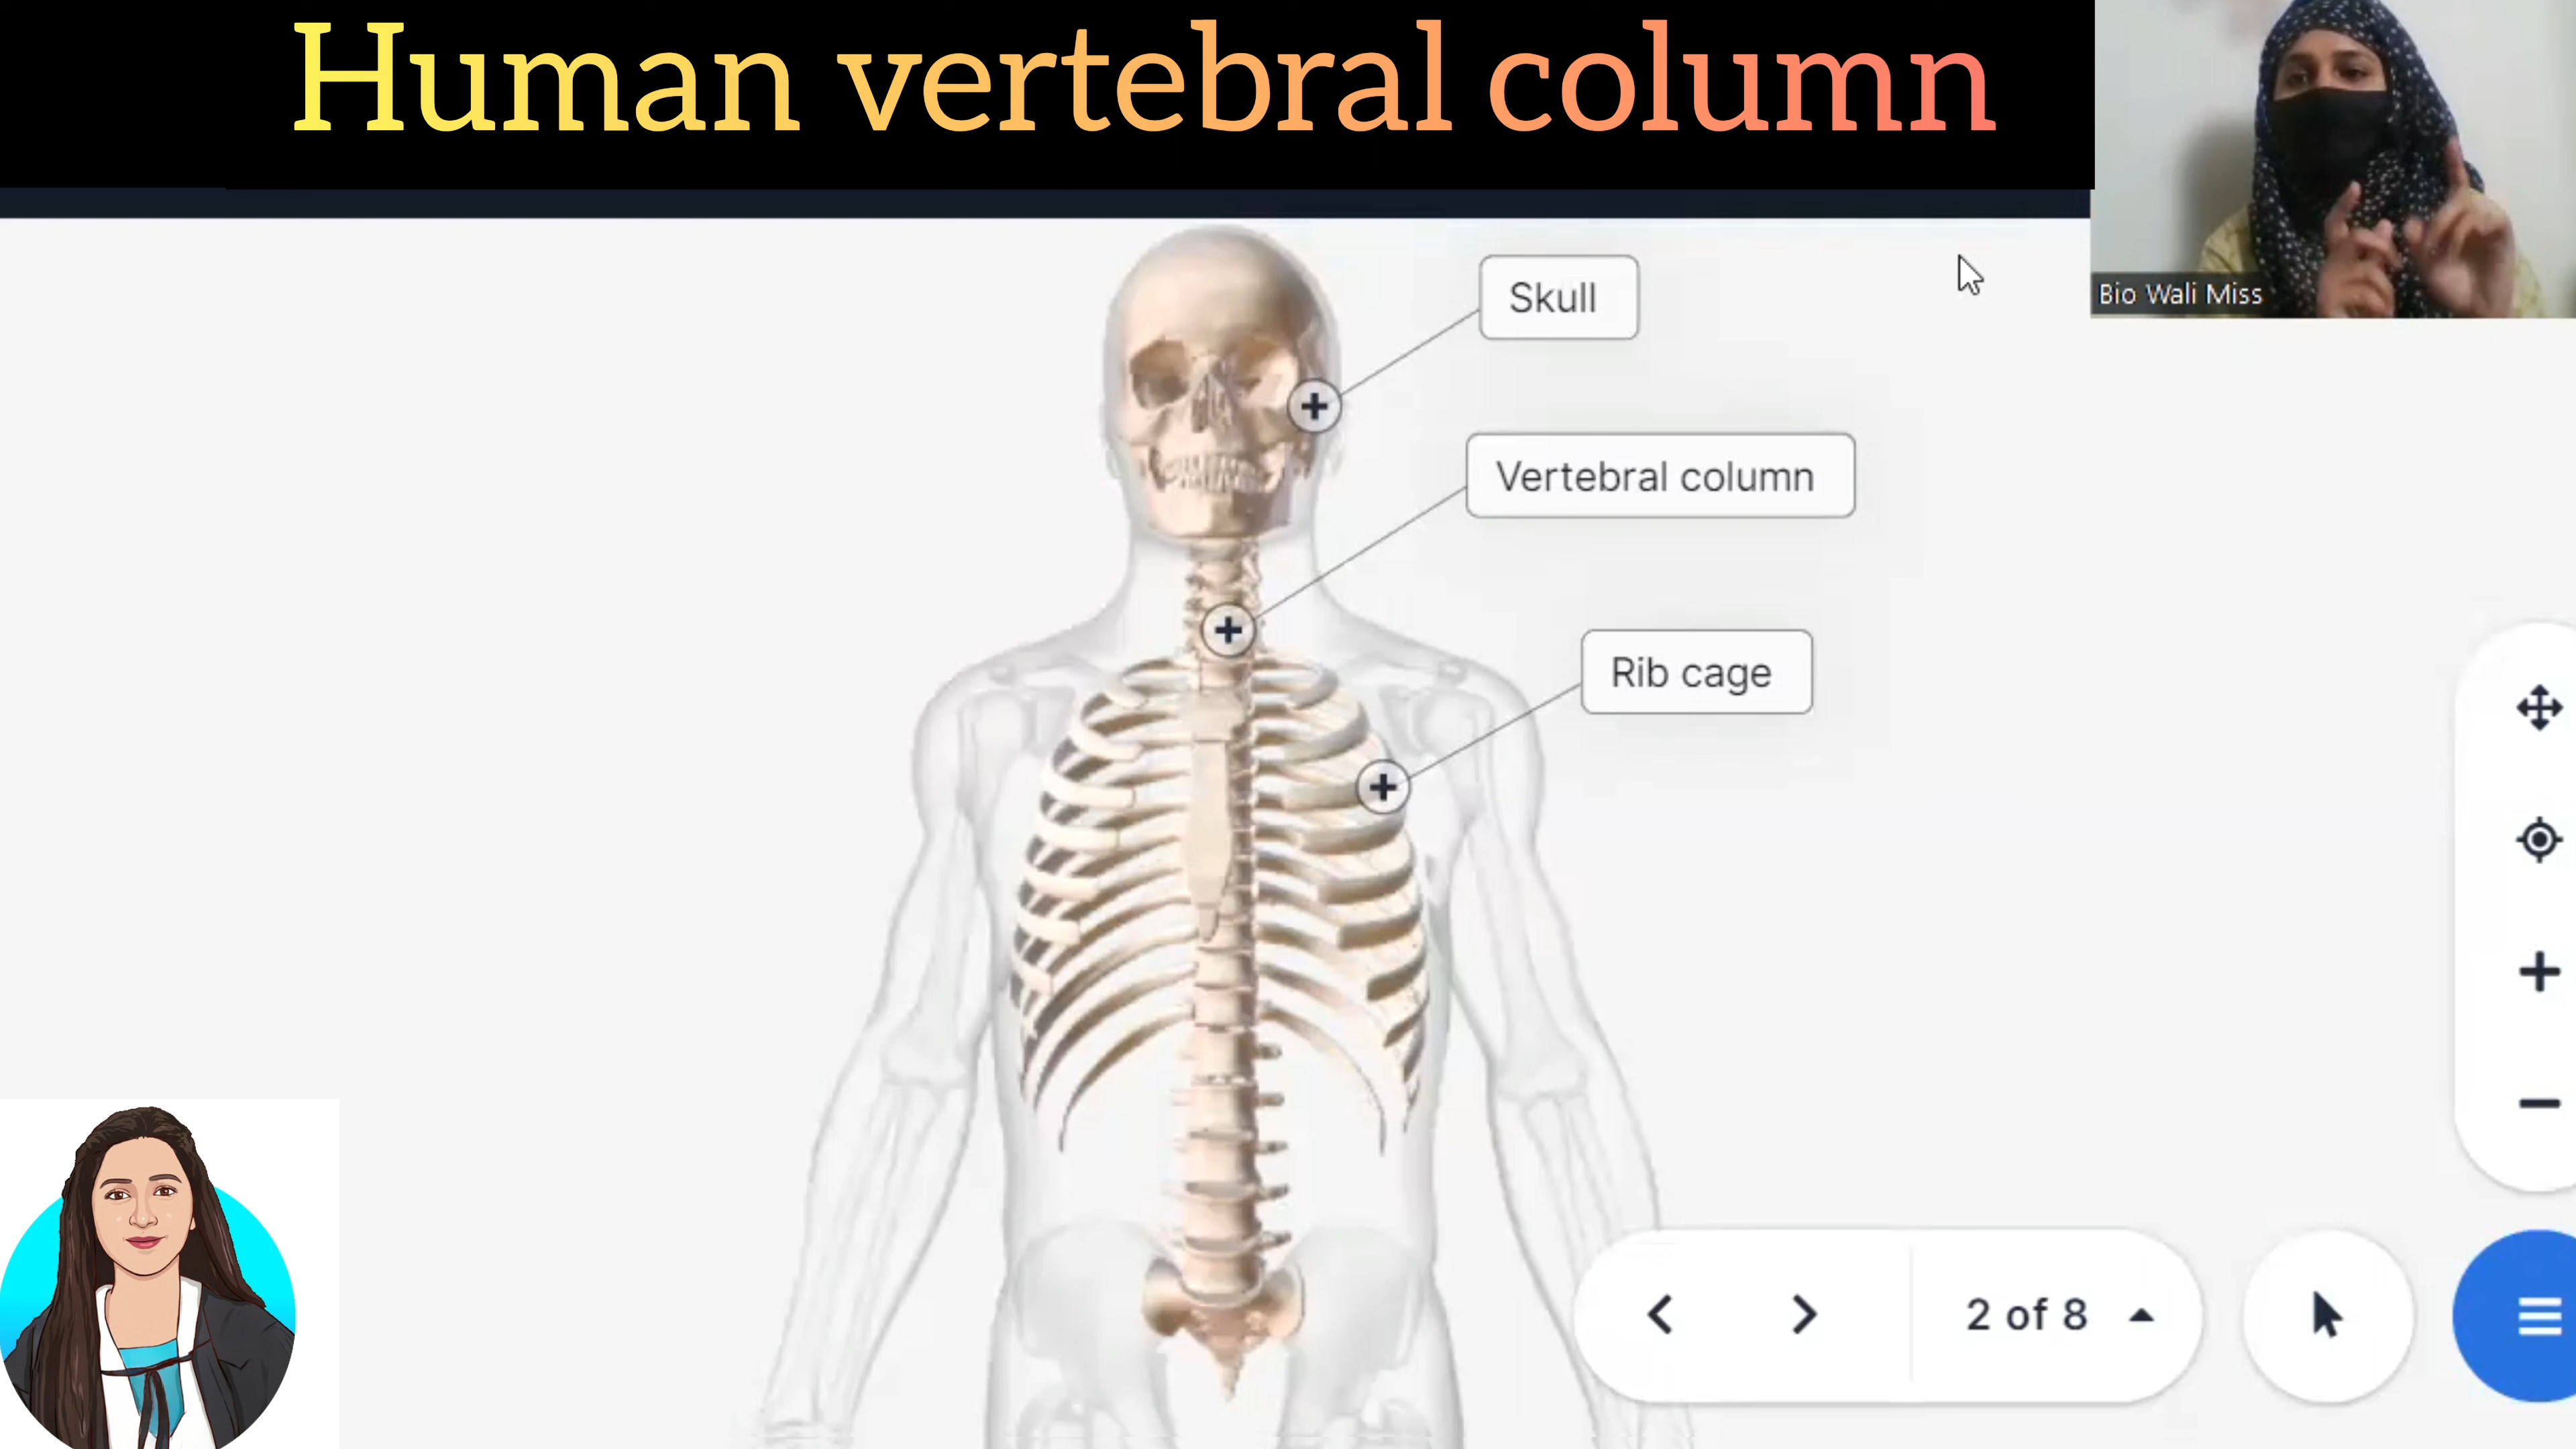 Human vertebral column
Bio Wali Miss
Skull
Vertebral column
Rib cage
2 of 8